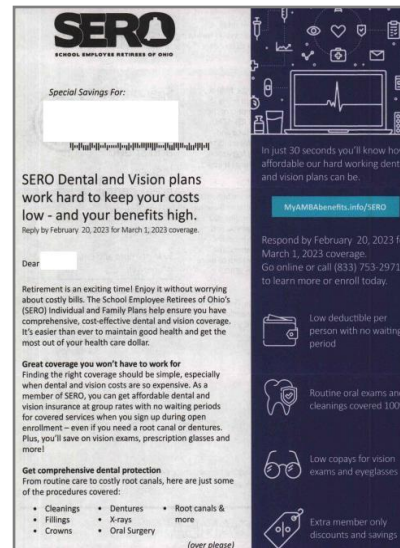 SERO
SCHOOL EMPLOYEE RETIREES OF OHIO
Special Savings For:
SERO Dental and Vision plans
work hard to keep your costs
low - and your benefits high.
Reply by February 20, 2023 for March 1, 2023 coverage.
Dear
Retirement is an exciting time! Enjoy it without worrying
about costly bills. The School Employee Retirees of Ohio's
(SERO) Individual and Family Plans help ensure you have
comprehensive, cost-effective dental and vision coverage.
It's easier than ever to maintain good health and get the
most out of your health care dollar.
Great coverage you won't have to work for
Finding the right coverage should be simple, especially
when dental and vision costs are so expensive. As a
member of SERO, you can get affordable dental and
vision insurance at group rates with no waiting periods
for covered services when you sign up during open
enrollment – even if you need a root canal or dentures.
Plus, you'll save on vision exams, prescription glasses and
more!
Get comprehensive dental protection
From routine care to costly root canals, here are just some
of the procedures covered:
• Cleanings • Dentures • Root canals &
• Fillings • X-rays more
• Crowns • Oral Surgery
(over please)
In just 30 seconds you'll know how
affordable our hard working dent
and vision plans can be.
MyAMBAbenefits.info/SERO
Respond by February 20, 2023 f
March 1, 2023 coverage.
Go online or call (833) 753-2971
to learn more or enroll today.
Low deductible per
person with no waiting
period
Routine oral exams and
cleanings covered 100%
Low copays for vision
exams and eyeglasses
Extra member only
discounts and savings